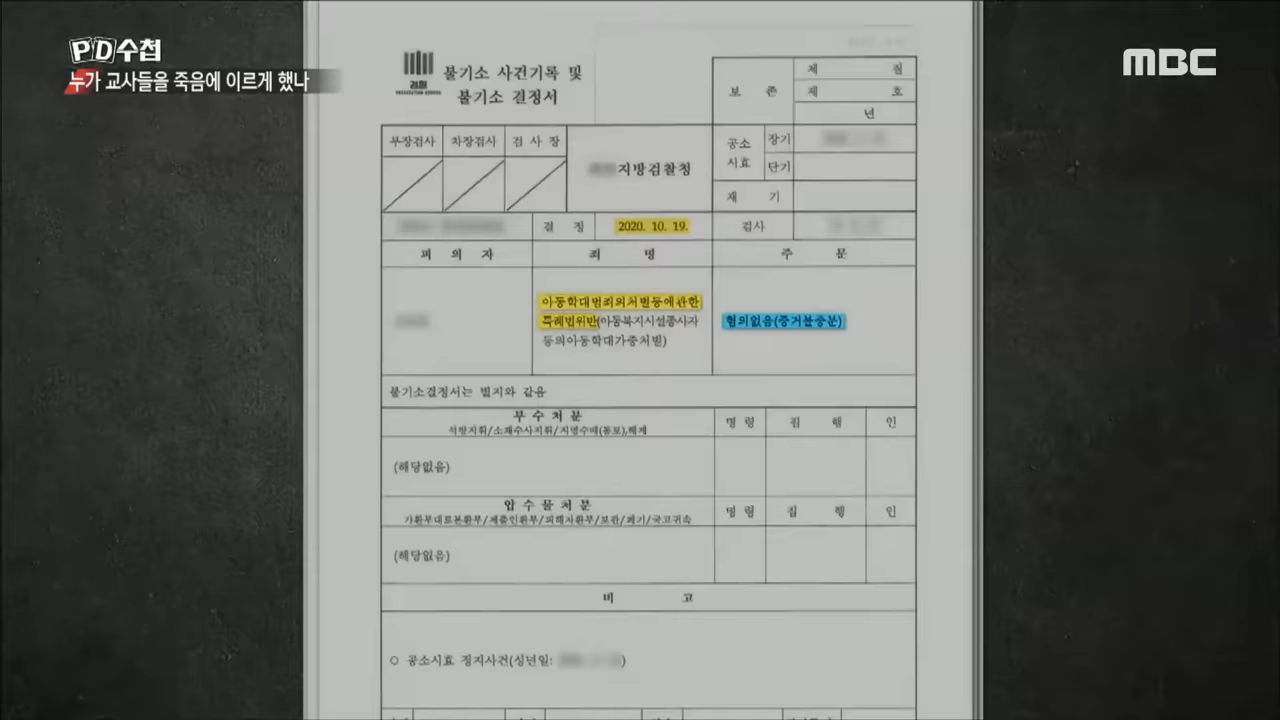 PD수첩
누가 교사들을 죽음에 이르게 했나
MBC
검찰
PROSECUTION SERVICE
불기소 사건기록 및
불기소 결정서
보 존
제 질
제 호
년
부장검사 차장검사 검 사 장
지방검찰청
공소
시효
장기
단기
재 기
결 정
2020. 10. 19.
검사
피 의 자
죄 명
주 문
아동학대범죄의처벌등에관한
특례법위반(아동복지시설종사자
등의아동학대가중처벌)
혐의없음(증거불충분)
불기소결정서는 별지와 같음
부 수 처 분
석방지휘/소재수사지휘/지명수배(통보),해제
명 령 집 행 인
(해당없음)
압 수 물 처 분
가환부대로본환부/제출인환부/피해자환부/보관/폐기/국고귀속
명 령 집 행 인
(해당없음)
비 고
○ 공소시효 정지사건(성년일: )